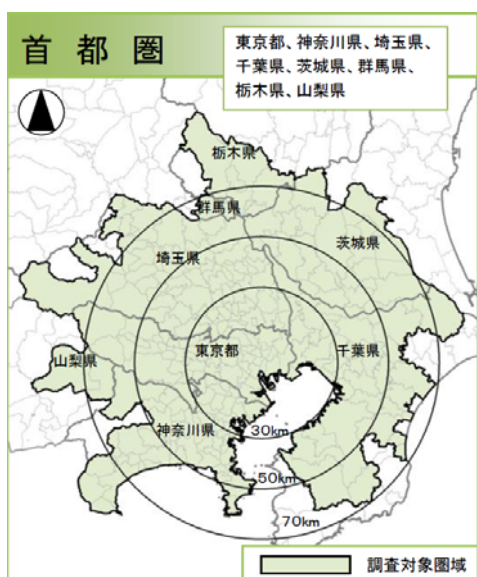 首都圏
東京都、神奈川県、埼玉県、
千葉県、茨城県、群馬県、
栃木県、山梨県
栃木県
群馬県
茨城県
埼玉県
山梨県
東京都
千葉県
神奈川県
30km
50km
70km
調査対象圏域